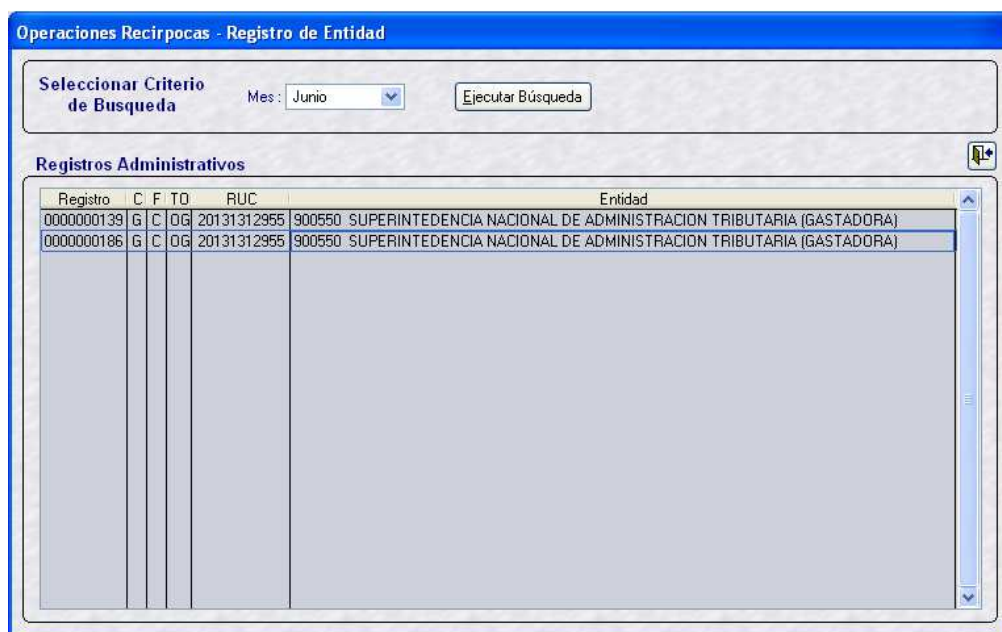 Operaciones Recirpocas - Registro de Entidad
Seleccionar Criterio
de Busqueda
Mes : Junio
Ejecutar Búsqueda
Registros Administrativos
Registro C F TO RUC Entidad
0000000139 G C OG 20131312955 900550 SUPERINTEDENCIA NACIONAL DE ADMINISTRACION TRIBUTARIA (GASTADORA)
0000000186 G C OG 20131312955 900550 SUPERINTEDENCIA NACIONAL DE ADMINISTRACION TRIBUTARIA (GASTADORA)